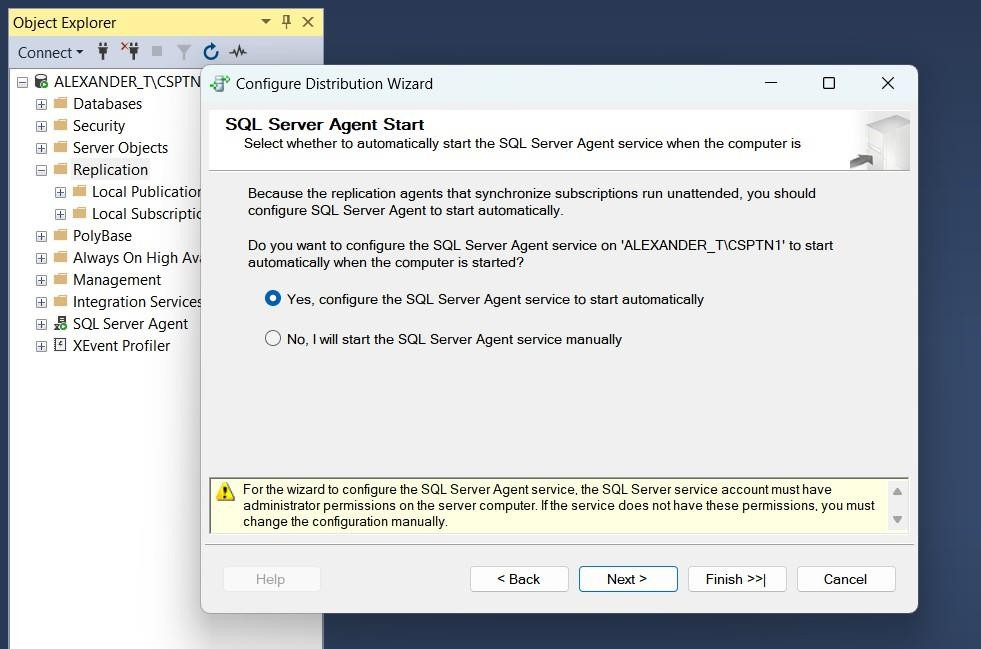 Object Explorer
Connect
ALEXANDER_T\CSPTN
Databases
Security
Server Objects
Replication
Local Publication
Local Subscriptio
PolyBase
Always On High Ava
Management
Integration Services
SQL Server Agent
XEvent Profiler
Configure Distribution Wizard
SQL Server Agent Start
Select whether to automatically start the SQL Server Agent service when the computer is
Because the replication agents that synchronize subscriptions run unattended, you should
configure SQL Server Agent to start automatically.
Do you want to configure the SQL Server Agent service on 'ALEXANDER_T\CSPTN1' to start
automatically when the computer is started?
Yes, configure the SQL Server Agent service to start automatically
No, I will start the SQL Server Agent service manually
For the wizard to configure the SQL Server Agent service, the SQL Server service account must have
administrator permissions on the server computer. If the service does not have these permissions, you must
change the configuration manually.
Help
< Back
Next >
Finish >>|
Cancel